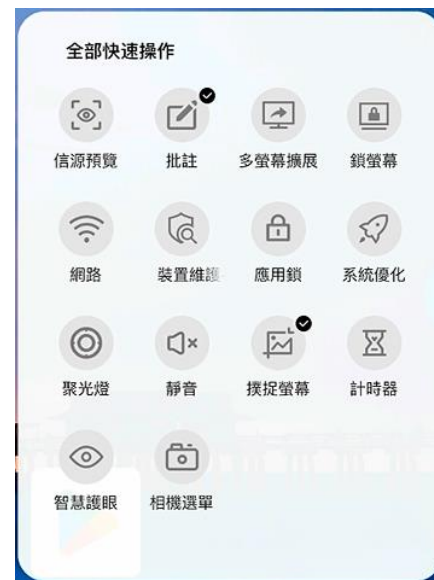 全部快速操作
信源預覽 批註 多螢幕擴展 鎖螢幕
網路 裝置維護 應用鎖 系統優化
聚光燈 靜音 撲捉螢幕 計時器
智慧護眼 相機選單